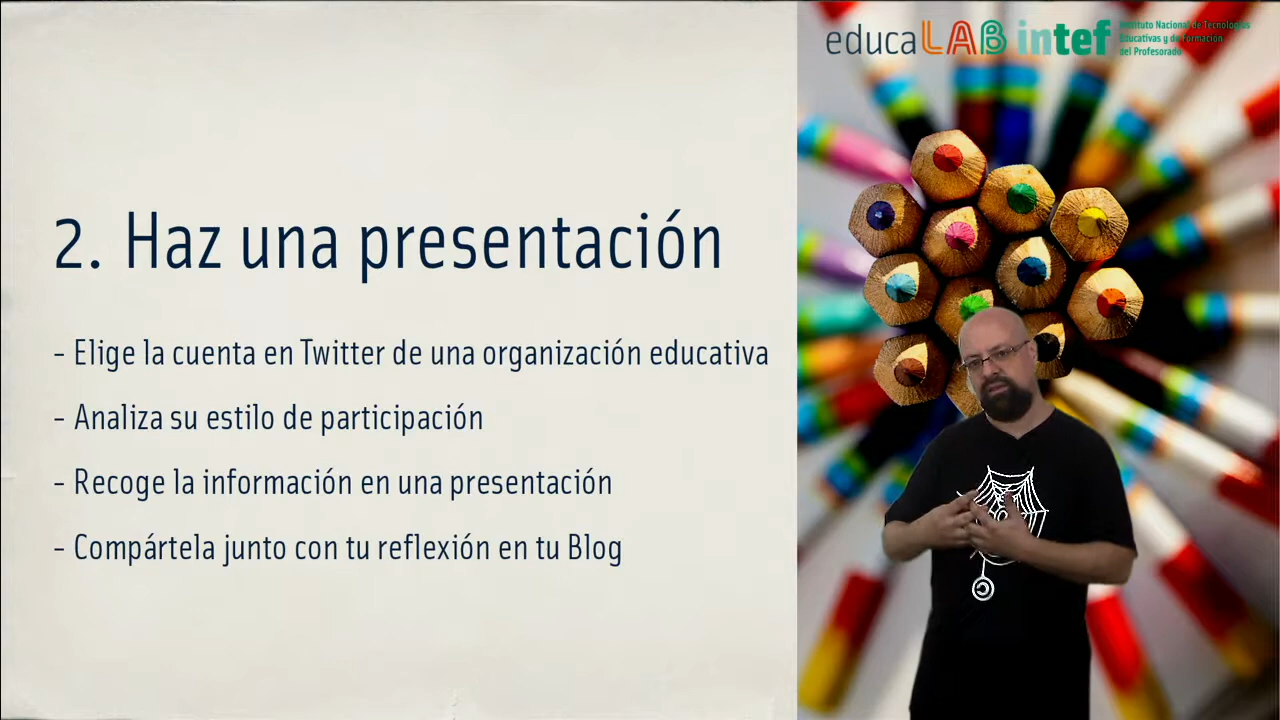 educaLAB intef
Instituto Nacional de Tecnologías
Educativas y de Formación
del Profesorado
2. Haz una presentación
- Elige la cuenta en Twitter de una organización educativa
- Analiza su estilo de participación
- Recoge la información en una presentación
- Compártela junto con tu reflexión en tu Blog